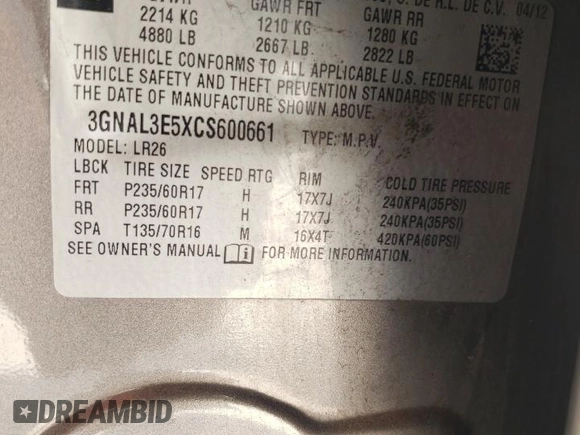 GAWR FRT GAWR RR DE C.V. 04/12
2214 KG 1210 KG 1280 KG
4880 LB 2667 LB 2822 LB
THIS VEHICLE CONFORMS TO ALL APPLICABLE U.S. FEDERAL MOTOR
VEHICLE SAFETY AND THEFT PREVENTION STANDARDS IN EFFECT ON
THE DATE OF MANUFACTURE SHOWN ABOVE.
3GNAL3E5XCS600661 TYPE: M.P.V.
MODEL: LR26
LBCK TIRE SIZE SPEED RTG RIM COLD TIRE PRESSURE
FRT P235/60R17 H 17X7J 240KPA(35PSI)
RR P235/60R17 H 17X7J 240KPA(35PSI)
SPA T135/70R16 M 16X4T 420KPA(60PSI)
SEE OWNER'S MANUAL FOR MORE INFORMATION.
DREAMBID